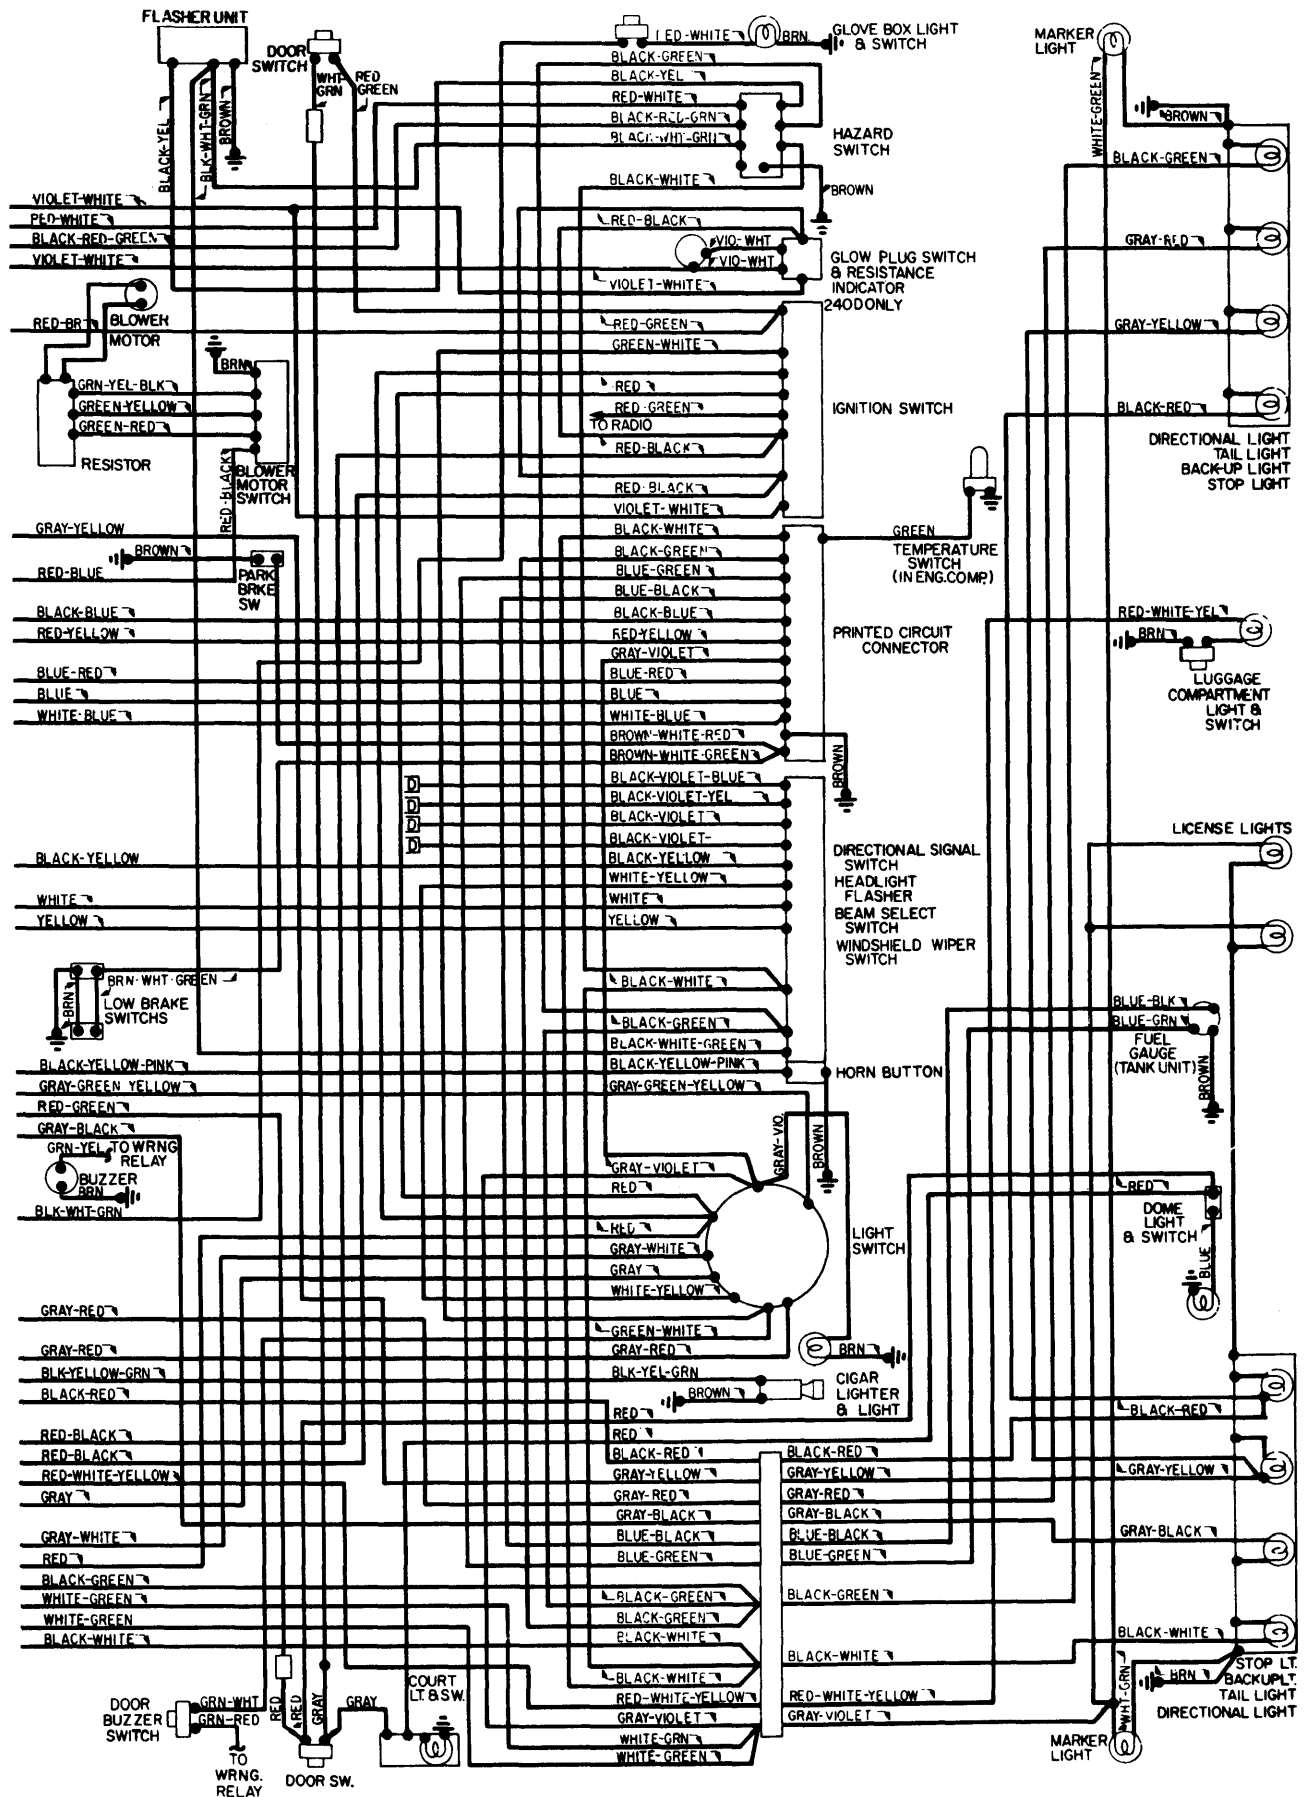 FLASHER UNIT
DOOR
SWITCH
WHT-
GRN
RED
GREEN
BLACK-YEL
BLK-WHT-GRN
BROWN
GLOVE BOX LIGHT
& SWITCH
BRN
BLACK-GREEN
BLACK-YEL
RED-WHITE
BLACK-RED-GRN
BLACK-WHT-GRN
HAZARD
SWITCH
BLACK-WHITE
BROWN
MARKER
LIGHT
WHITE-GREEN
BROWN
BLACK-GREEN
GRAY-RED
GRAY-YELLOW
BLACK-RED
DIRECTIONAL LIGHT
TAIL LIGHT
BACK-UP LIGHT
STOP LIGHT
VIOLET-WHITE
RED-WHITE
BLACK-RED-GREEN
VIOLET-WHITE
RED-BLACK
VIO-WHT
VIO-WHT
VIOLET-WHITE
GLOW PLUG SWITCH
& RESISTANCE
INDICATOR
240D ONLY
BLOWER
MOTOR
BRN
GRN-YEL-BLK
GREEN-YELLOW
GREEN-RED
RESISTOR
RED-BLACK
BLOWER
MOTOR
SWITCH
RED-GREEN
GREEN-WHITE
RED
RED GREEN
TO RADIO
RED-BLACK
RED-BLACK
VIOLET-WHITE
IGNITION SWITCH
GRAY-YELLOW
BROWN
RED-BLUE
PARK
BRKE
SW
BLACK-BLUE
RED-YELLOW
BLUE-RED
BLUE
WHITE-BLUE
BLACK-WHITE
BLACK-GREEN
BLUE-GREEN
BLUE-BLACK
BLACK-BLUE
RED-YELLOW
GRAY-VIOLET
BLUE-RED
BLUE
WHITE-BLUE
BROWN-WHITE-RED
BROWN-WHITE-GREEN
PRINTED CIRCUIT
CONNECTOR
BROWN
GREEN
TEMPERATURE
SWITCH
(IN ENG.COMP.)
RED-WHITE-YEL
BRN
LUGGAGE
COMPARTMENT
LIGHT &
SWITCH
D
D
D
D
BLACK-VIOLET-BLUE
BLACK-VIOLET-YEL
BLACK-VIOLET
BLACK-VIOLET-
BLACK-YELLOW
WHITE-YELLOW
WHITE
YELLOW
BLACK-YELLOW
WHITE
YELLOW
DIRECTIONAL SIGNAL
SWITCH
HEADLIGHT
FLASHER
BEAM SELECT
SWITCH
WINDSHIELD WIPER
SWITCH
LICENSE LIGHTS
BRN
BRN-WHT-GREEN
LOW BRAKE
SWITCHS
BLACK-WHITE
BLACK-GREEN
BLACK-WHITE-GREEN
BLACK-YELLOW-PINK
GRAY-GREEN-YELLOW
HORN BUTTON
BLUE-BLK
BLUE-GRN
FUEL
GAUGE
(TANK UNIT)
BROWN
BLACK-YELLOW-PINK
GRAY-GREEN YELLOW
RED-GREEN
GRAY-BLACK
GRN-YEL
TO WRNG
RELAY
BUZZER
BRN
BLK-WHT-GRN
GRAY-VIO.
BROWN
GRAY-VIOLET
RED
RED
GRAY-WHITE
GRAY
WHITE-YELLOW
GREEN-WHITE
GRAY-RED
BLK-YEL-GRN
LIGHT
SWITCH
BRN
BROWN
CIGAR
LIGHTER
& LIGHT
RED
DOME
LIGHT
& SWITCH
BLUE
GRAY-RED
GRAY-RED
BLK-YELLOW-GRN
BLACK-RED
RED-BLACK
RED-BLACK
RED-WHITE-YELLOW
GRAY
GRAY-WHITE
RED
BLACK-GREEN
WHITE-GREEN
WHITE-GREEN
BLACK-WHITE
RED
RED
BLACK-RED
GRAY-YELLOW
GRAY-RED
GRAY-BLACK
BLUE-BLACK
BLUE-GREEN
BLACK-GREEN
BLACK-GREEN
BLACK-WHITE
BLACK-WHITE
RED-WHITE-YELLOW
GRAY-VIOLET
WHITE-GRN
WHITE-GREEN
BLACK-RED
GRAY-YELLOW
GRAY-RED
GRAY-BLACK
BLUE-BLACK
BLUE-GREEN
BLACK-GREEN
BLACK-WHITE
RED-WHITE-YELLOW
GRAY-VIOLET
BLACK-RED
GRAY-YELLOW
GRAY-BLACK
BLACK-WHITE
WHT-GRN
BRN
STOP LT.
BACKUP LT.
TAIL LIGHT
DIRECTIONAL LIGHT
MARKER
LIGHT
DOOR
BUZZER
SWITCH
GRN-WHT
GRN-RED
TO
WRNG.
RELAY
RED
RED
GRAY
GRAY
DOOR SW.
COURT
LT & SW.